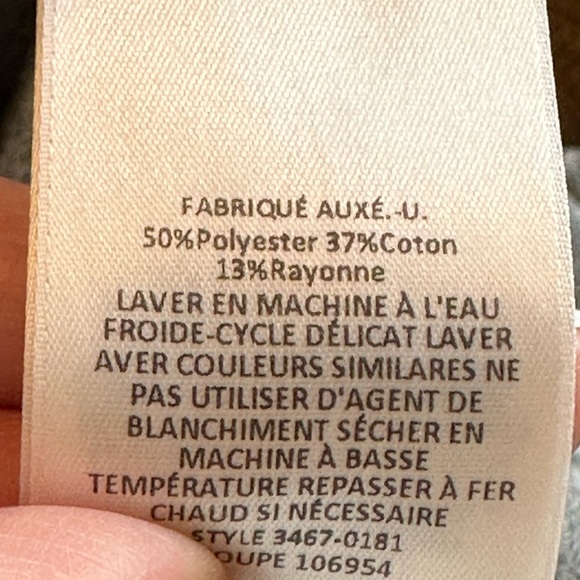 FABRIQUÉ AUXÉ.-U.
50%Polyester 37%Coton
13%Rayonne
LAVER EN MACHINE À L'EAU
FROIDE-CYCLE DÉLICAT LAVER
AVER COULEURS SIMILARES NE
PAS UTILISER D'AGENT DE
BLANCHIMENT SÉCHER EN
MACHINE À BASSE
TEMPÉRATURE REPASSER À FER
CHAUD SI NÉCESSAIRE
STYLE 3467-0181
OUPE 106954